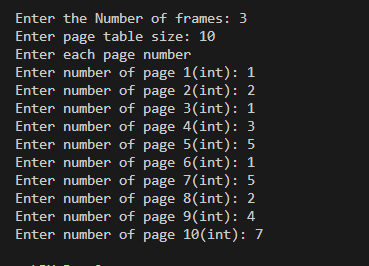 Enter the Number of frames: 3
Enter page table size: 10
Enter each page number
Enter number of page 1(int): 1
Enter number of page 2(int): 2
Enter number of page 3(int): 1
Enter number of page 4(int): 3
Enter number of page 5(int): 5
Enter number of page 6(int): 1
Enter number of page 7(int): 5
Enter number of page 8(int): 2
Enter number of page 9(int): 4
Enter number of page 10(int): 7